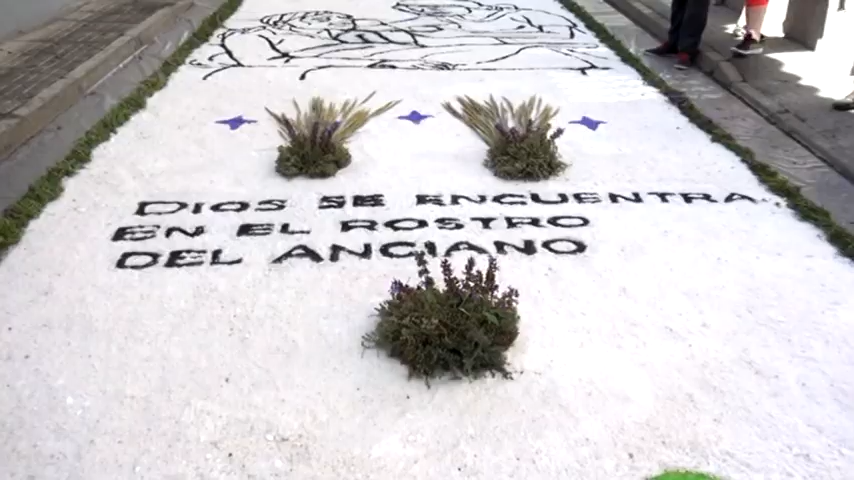 DIOS SE ENCUENTRA
EN EL ROSTRO
DEL ANCIANO